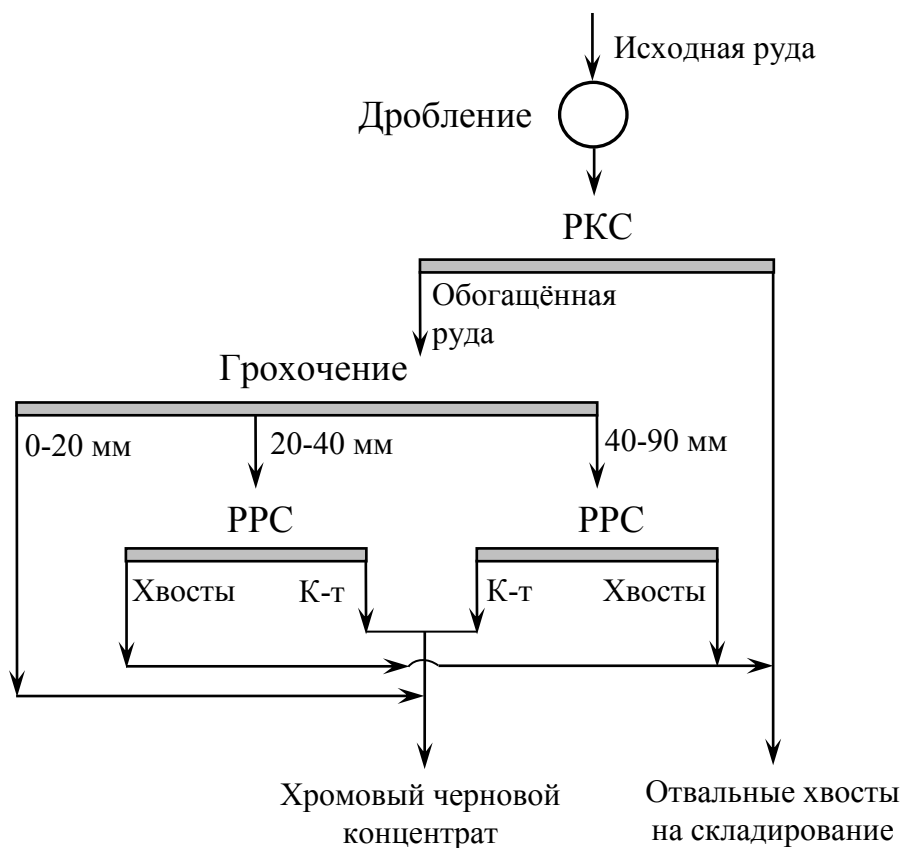 Исходная руда
Дробление
РКС
Обогащённая
руда
Грохочение
0-20 мм
20-40 мм
40-90 мм
РРС
РРС
Хвосты
К-т
К-т
Хвосты
Хромовый черновой
концентрат
Отвальные хвосты
на складирование